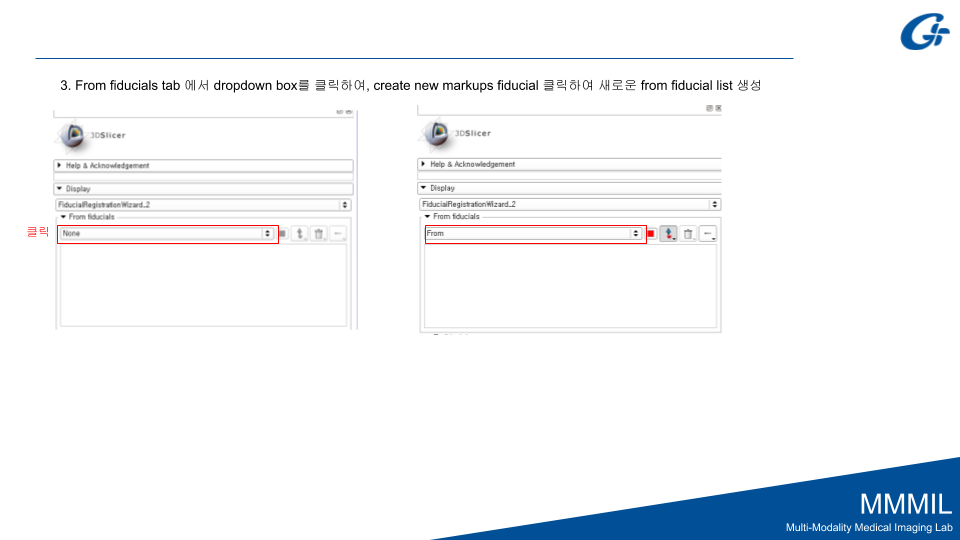 3. From fiducials tab 에서 dropdown box를 클릭하여, create new markups fiducial 클릭하여 새로운 from fiducial list 생성
3DSlicer
Help & Acknowledgement
Display
FiducialRegistrationWizard_2
From fiducials
클릭
None
3DSlicer
Help & Acknowledgement
Display
FiducialRegistrationWizard_2
From fiducials
From
MMMIL
Multi-Modality Medical Imaging Lab